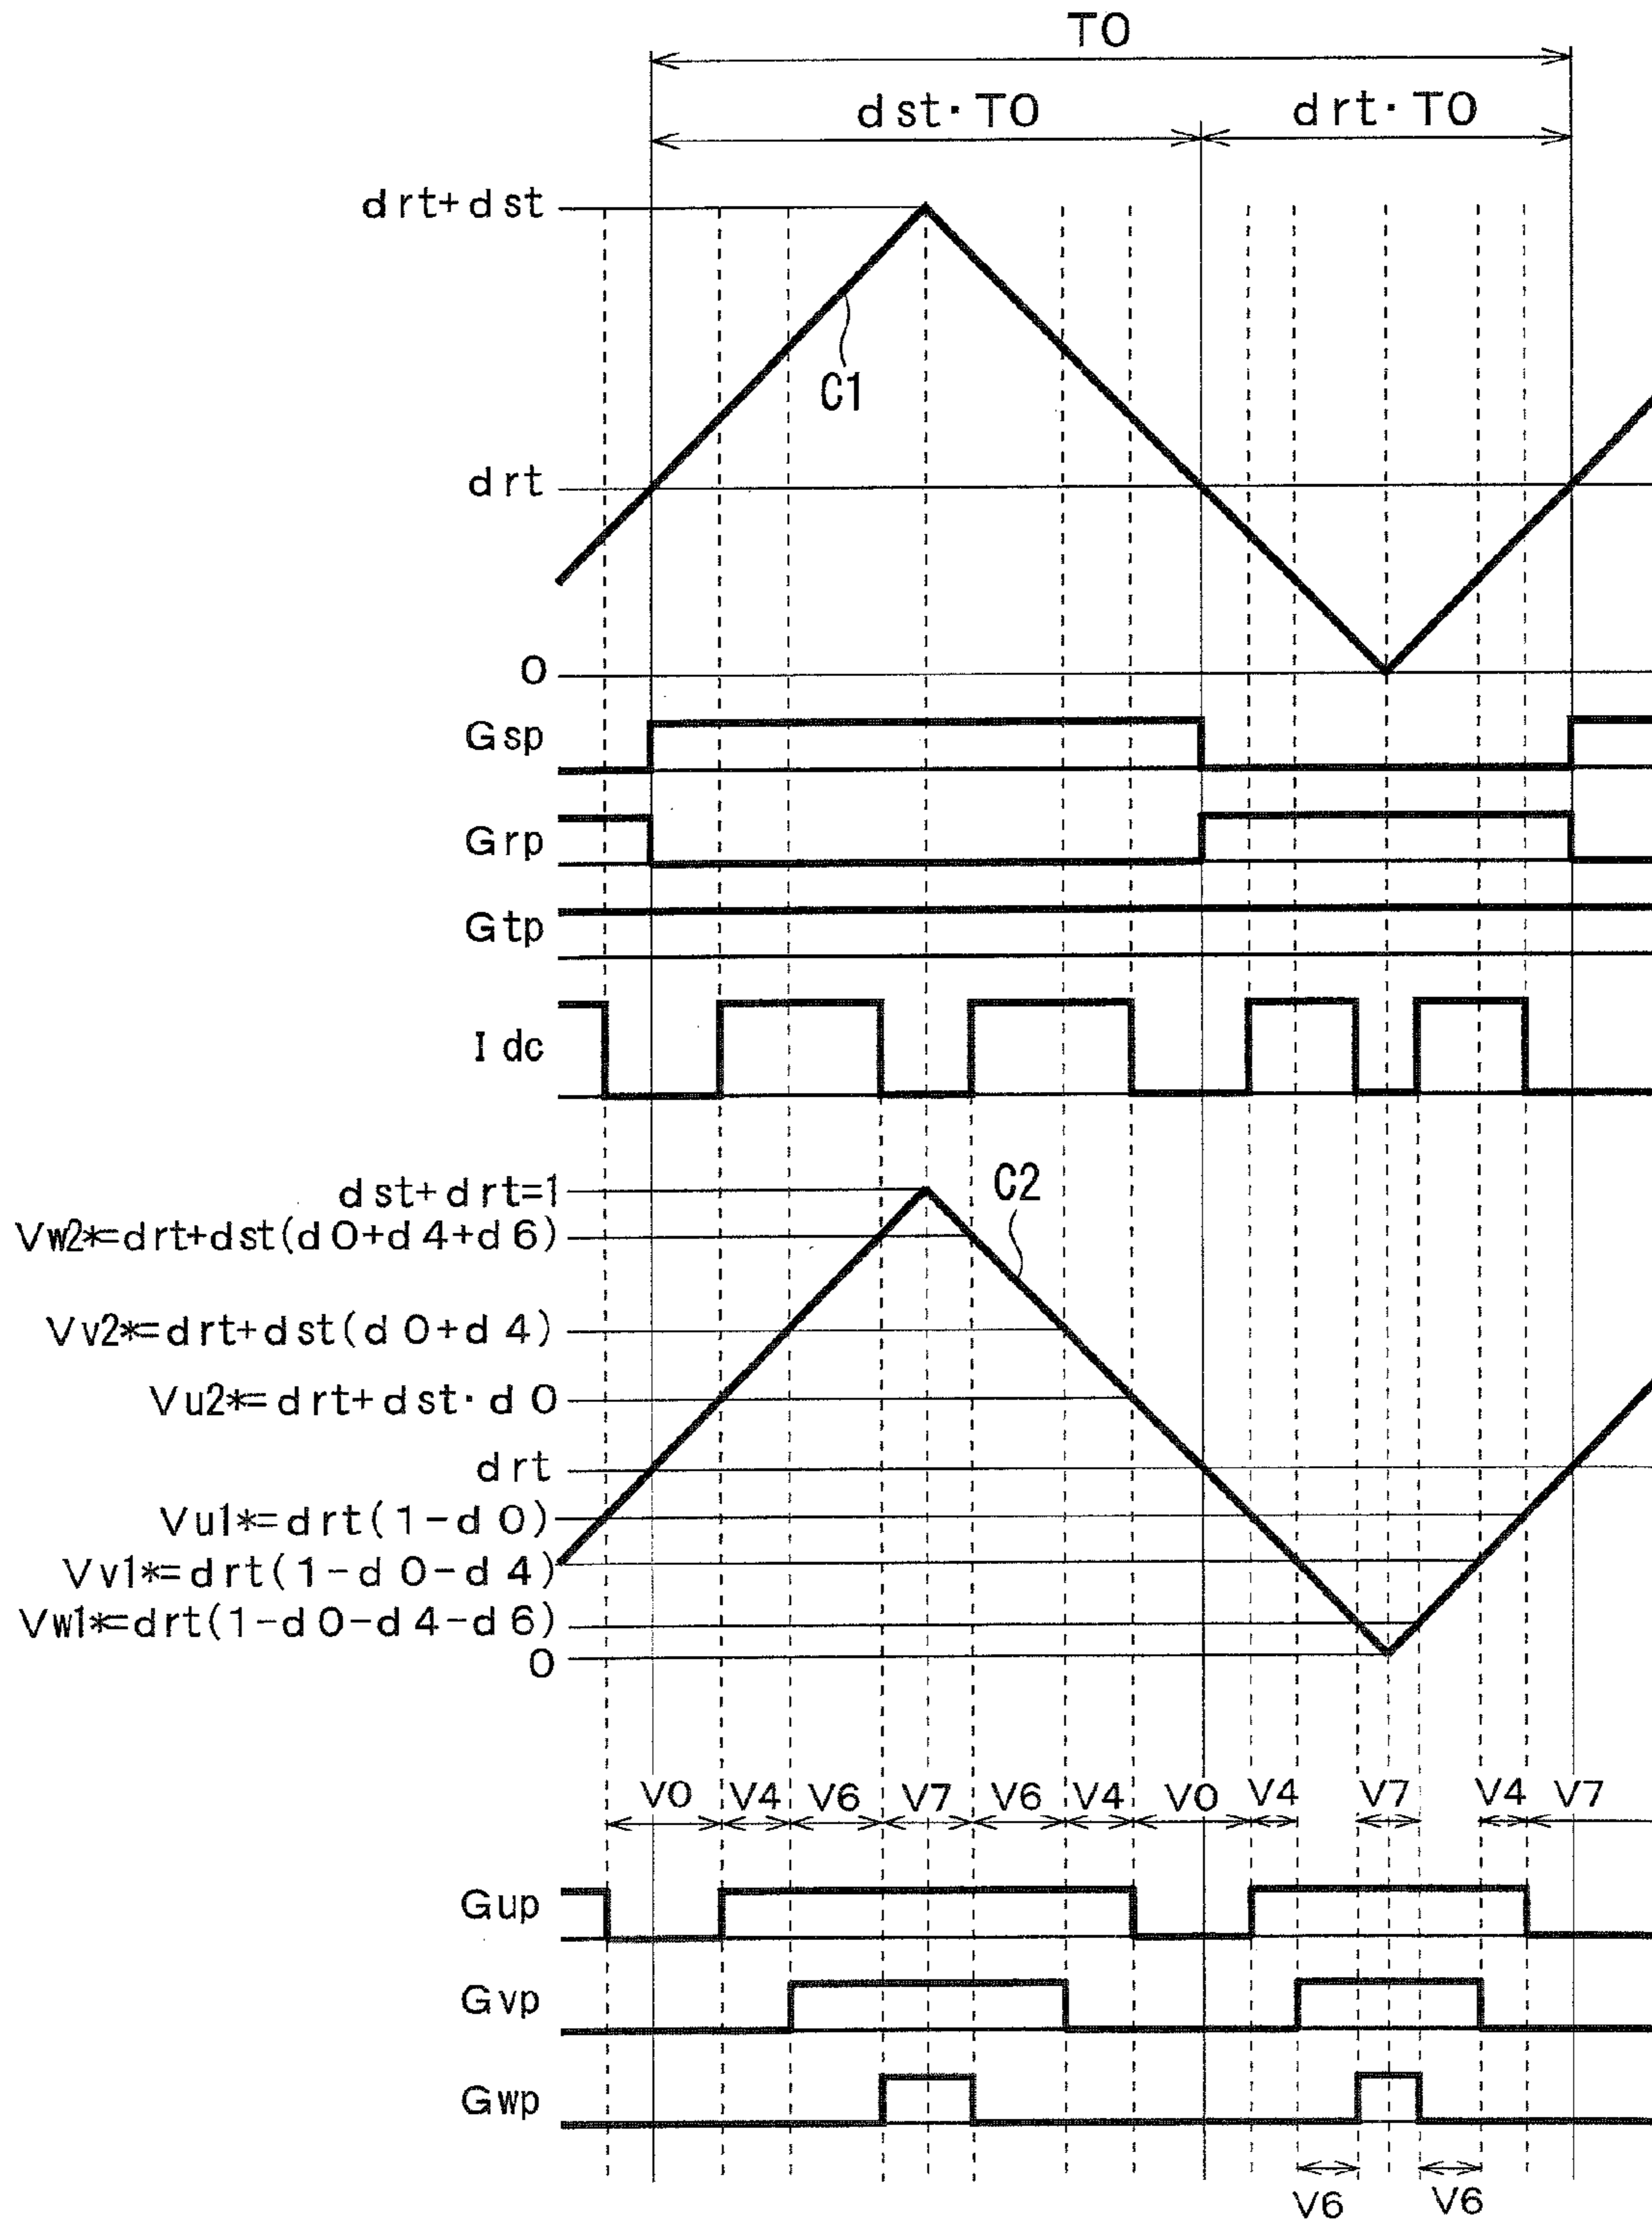 T0
dst·T0 drt·T0
drt+dst
C1
drt
0
Gsp
Grp
Gtp
Idc
dst+drt=1
C2
Vw2*=drt+dst(d0+d4+d6)
Vv2*=drt+dst(d0+d4)
Vu2*=drt+dst·d0
drt
Vu1*=drt(1-d0)
Vv1*=drt(1-d0-d4)
Vw1*=drt(1-d0-d4-d6)
0
V0 V4 V6 V7 V6 V4 V0 V4 V7 V4 V7
Gup
Gvp
Gwp
V6 V6